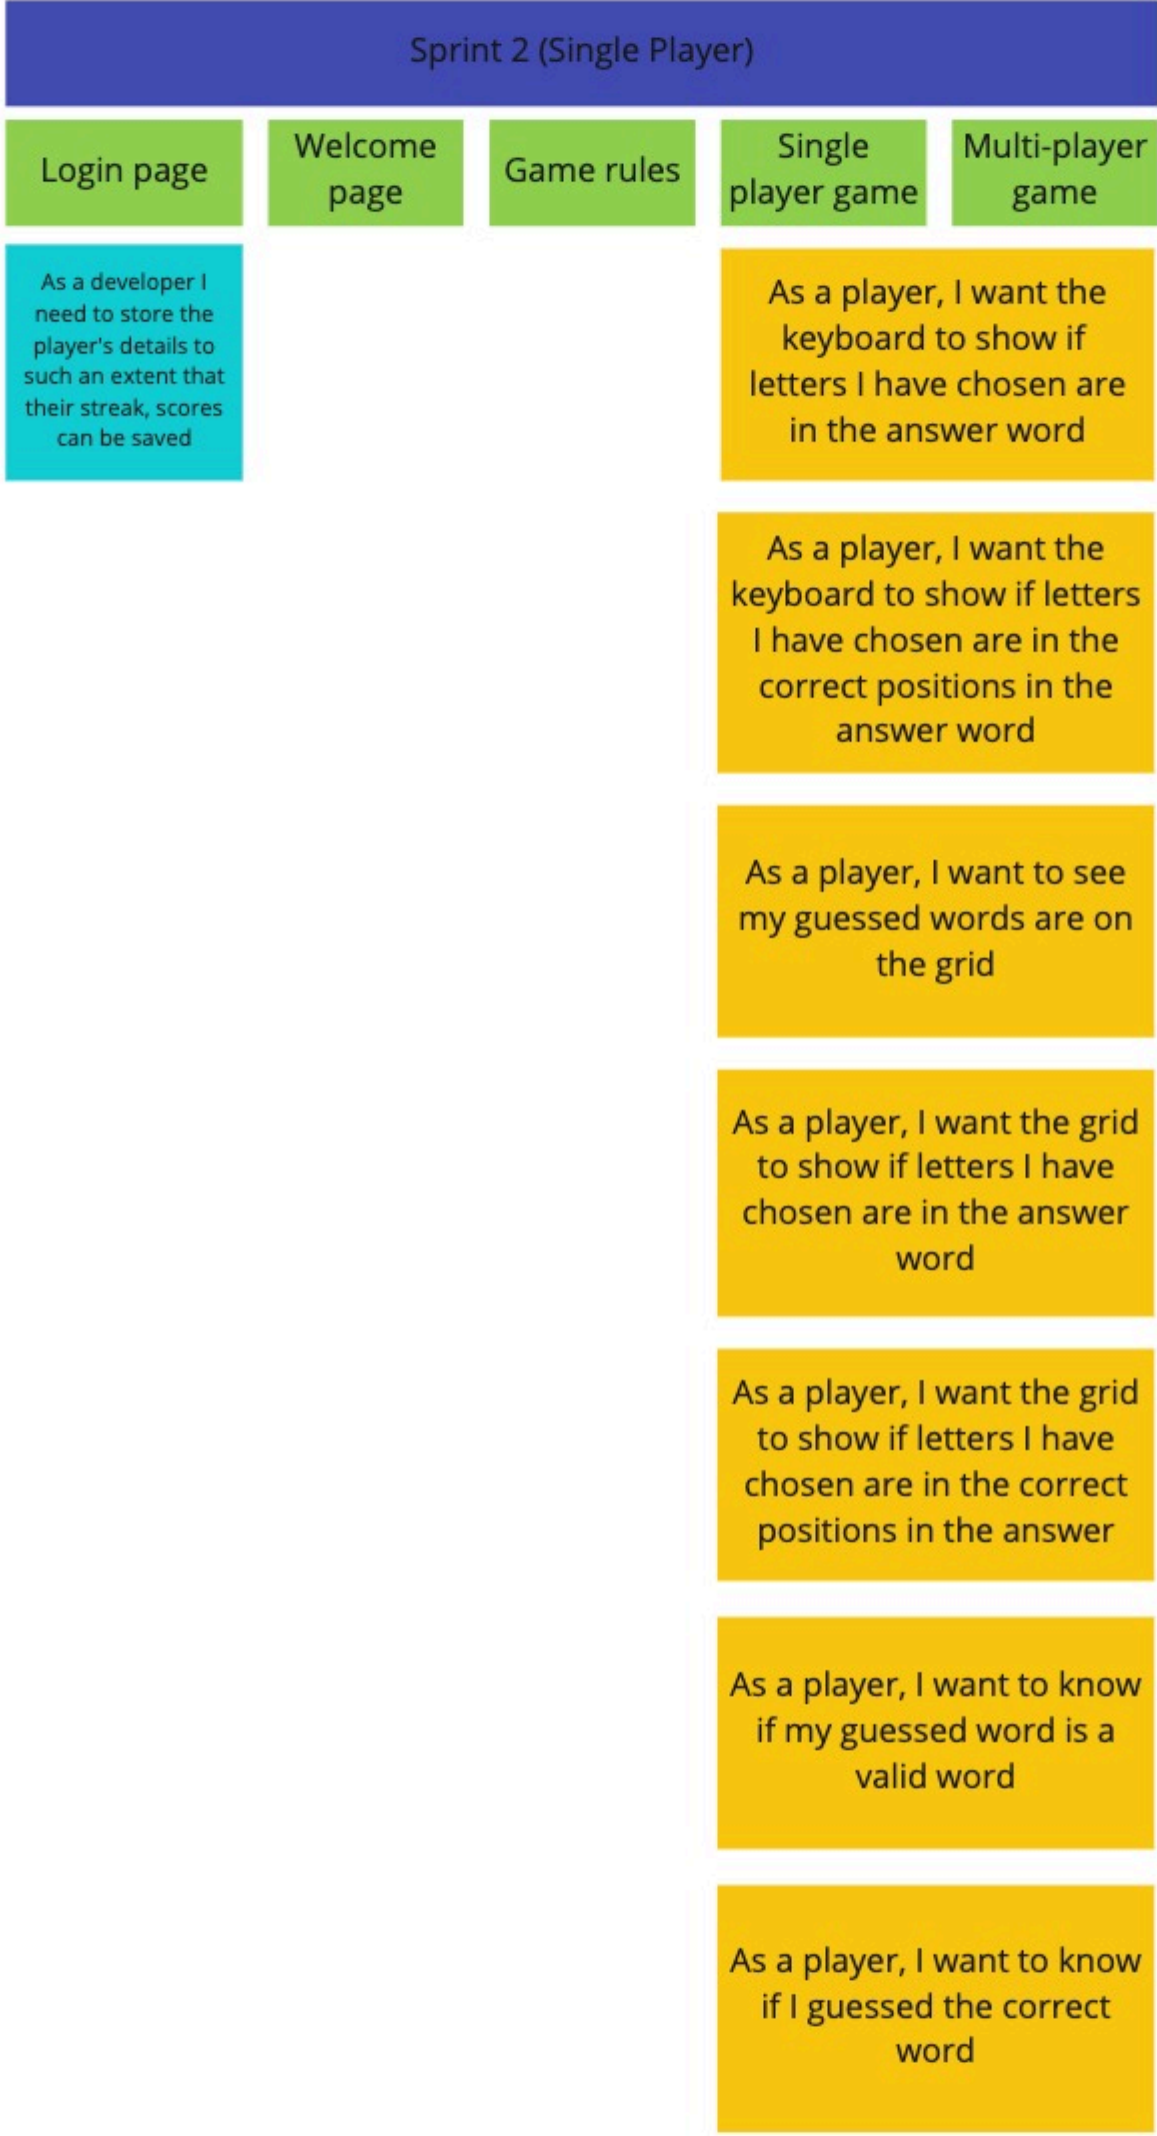 Sprint 2 (Single Player)
Login page
Welcome
page
Game rules
Single
player game
Multi-player
game
As a developer I
need to store the
player's details to
such an extent that
their streak, scores
can be saved
As a player, I want the
keyboard to show if
letters I have chosen are
in the answer word
As a player, I want the
keyboard to show if letters
I have chosen are in the
correct positions in the
answer word
As a player, I want to see
my guessed words are on
the grid
As a player, I want the grid
to show if letters I have
chosen are in the answer
word
As a player, I want the grid
to show if letters I have
chosen are in the correct
positions in the answer
As a player, I want to know
if my guessed word is a
valid word
As a player, I want to know
if I guessed the correct
word